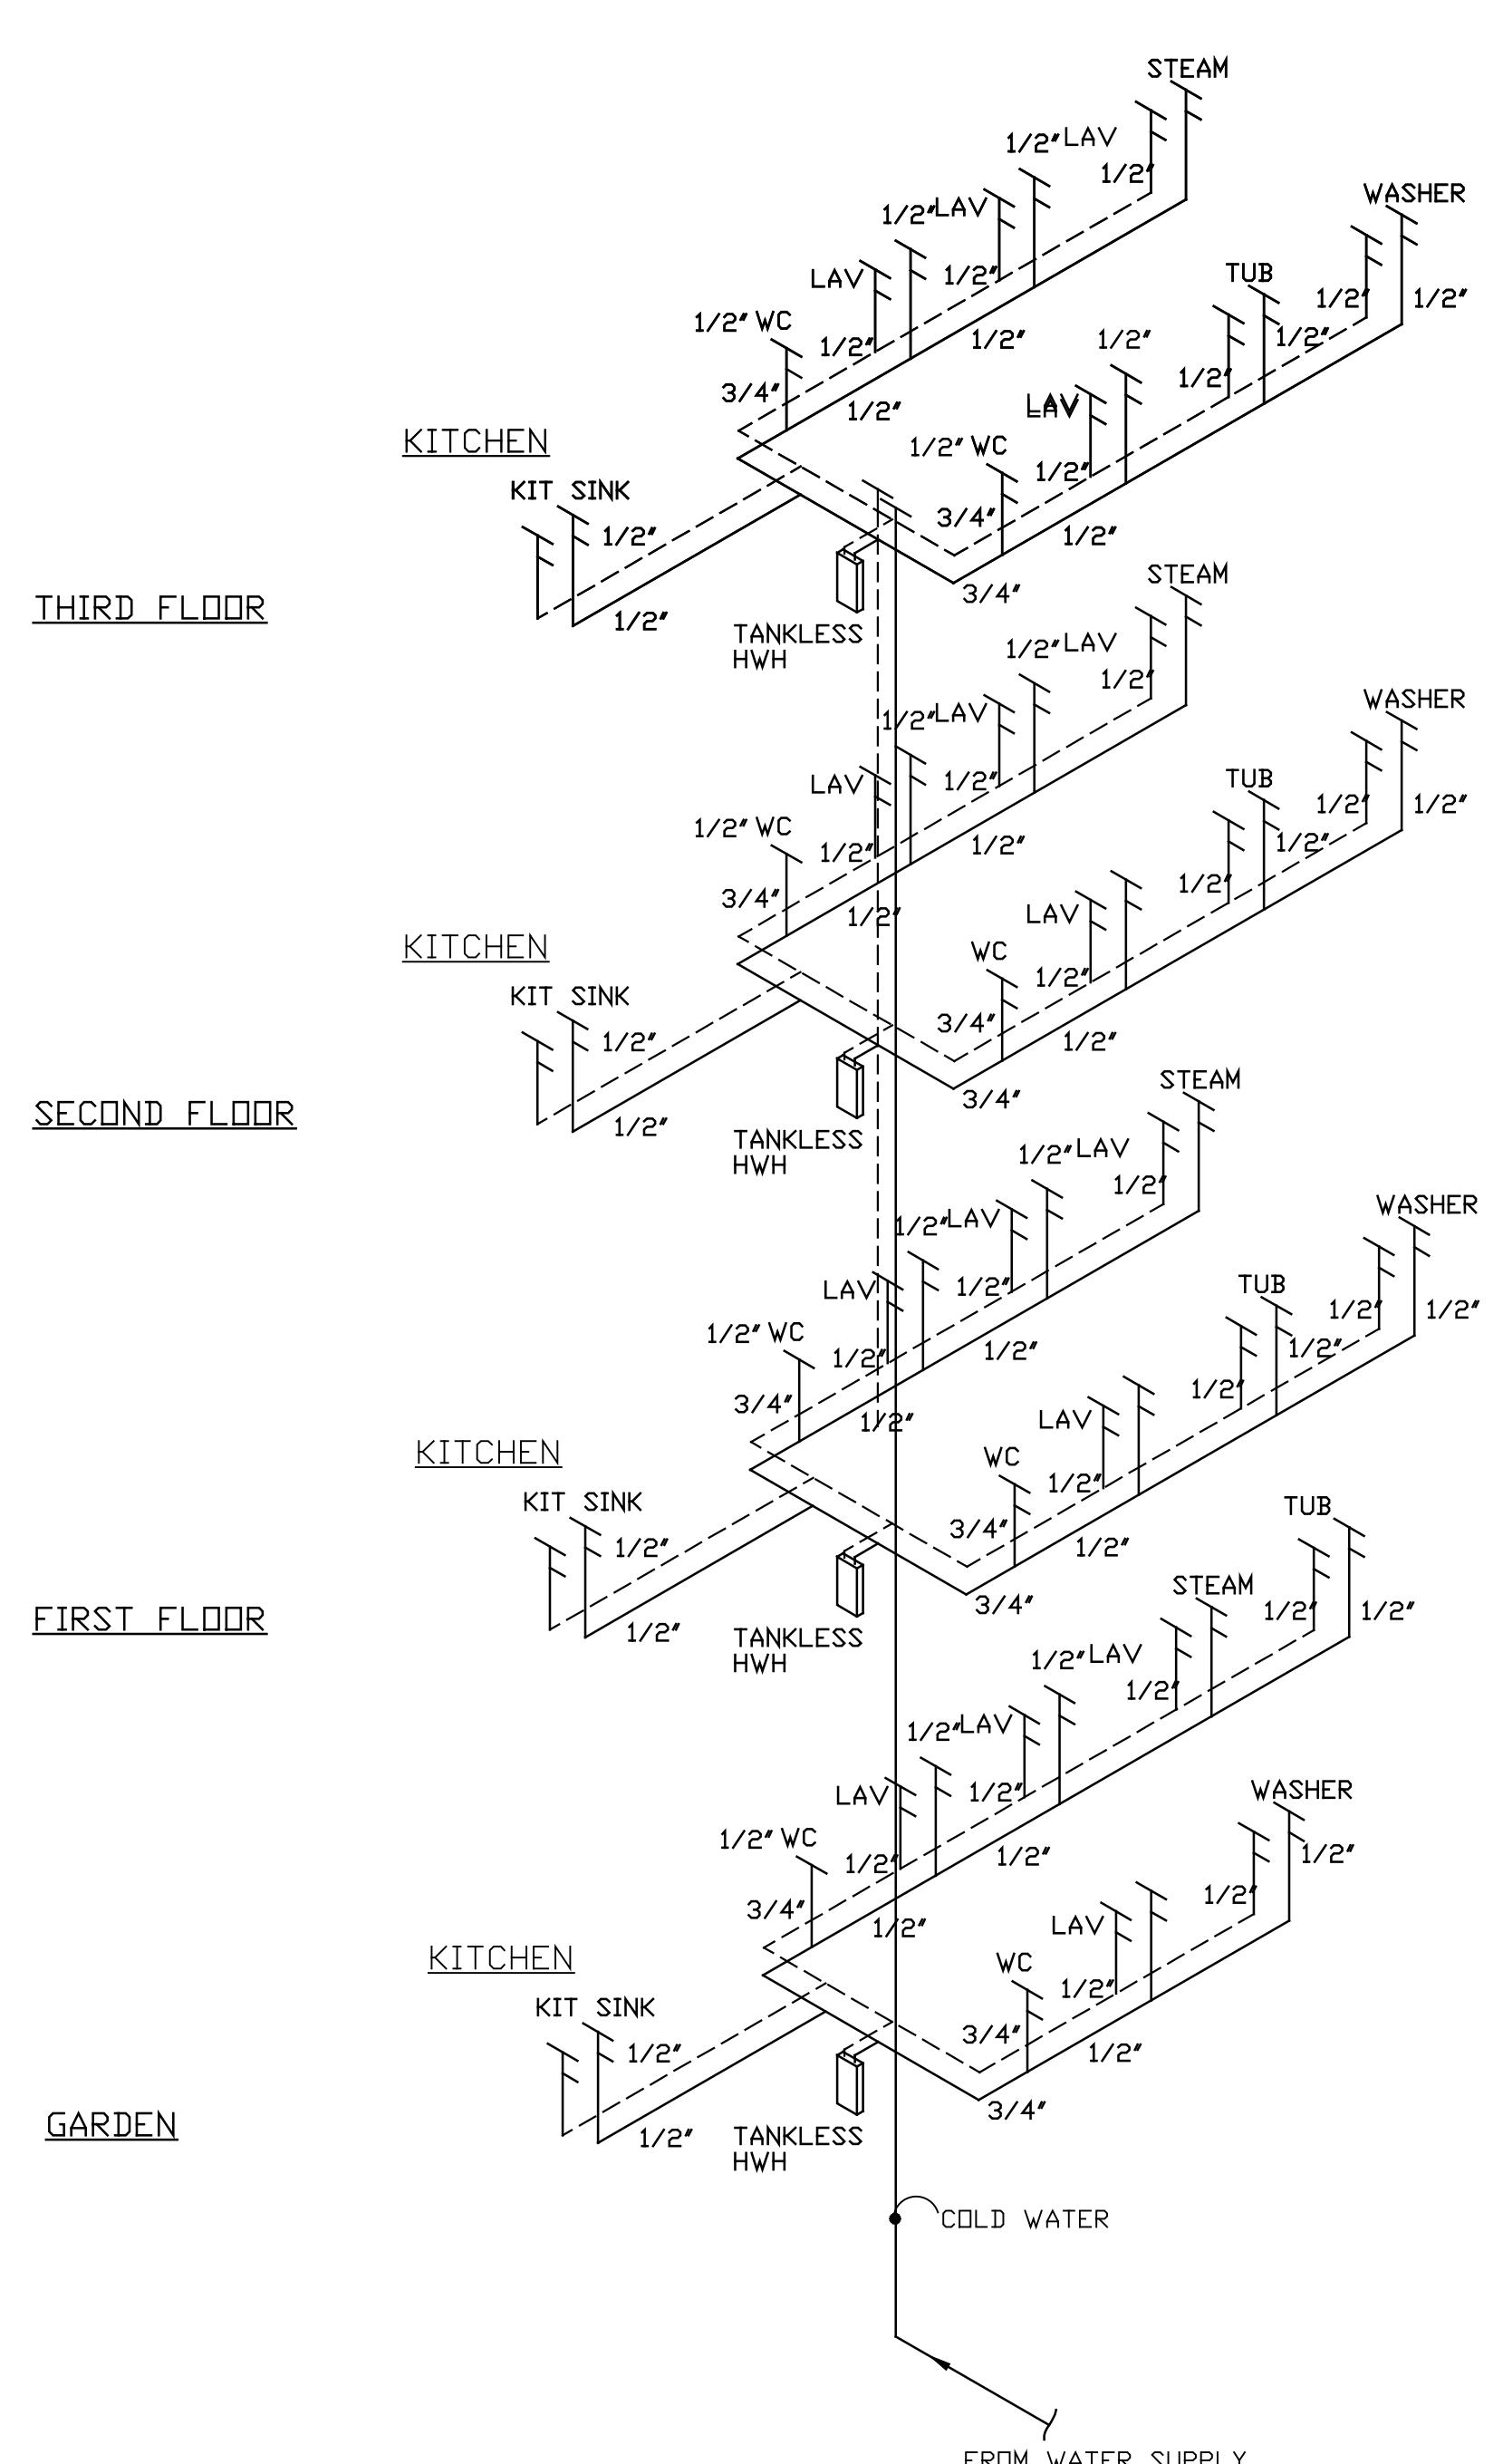 STEAM
1/2" LAV
1/2"
WASHER
1/2" LAV
LAV
1/2"
TUB
1/2"
1/2"
1/2" WC
1/2"
1/2"
1/2"
1/2"
3/4"
1/2"
1/2"
LAV
KITCHEN
1/2" WC
1/2"
KIT SINK
3/4"
1/2"
1/2"
STEAM
3/4"
THIRD FLOOR
1/2"
TANKLESS
HWH
1/2" LAV
1/2"
WASHER
1/2" LAV
LAV
1/2"
TUB
1/2"
1/2"
1/2" WC
1/2"
1/2"
1/2"
1/2"
3/4"
1/2"
LAV
KITCHEN
WC
1/2"
KIT SINK
3/4"
1/2"
1/2"
STEAM
3/4"
SECOND FLOOR
1/2"
TANKLESS
HWH
1/2" LAV
1/2"
WASHER
1/2" LAV
LAV
1/2"
TUB
1/2"
1/2"
1/2" WC
1/2"
1/2"
1/2"
1/2"
3/4"
1/2"
LAV
KITCHEN
WC
1/2"
KIT SINK
TUB
3/4"
1/2"
1/2"
STEAM
3/4"
1/2"
1/2"
FIRST FLOOR
1/2"
TANKLESS
HWH
1/2" LAV
1/2"
1/2" LAV
LAV
1/2"
WASHER
1/2" WC
1/2"
1/2"
1/2"
3/4"
1/2"
1/2"
LAV
KITCHEN
WC
1/2"
KIT SINK
3/4"
1/2"
1/2"
3/4"
GARDEN
1/2"
TANKLESS
HWH
COLD WATER
FROM WATER SUPPLY